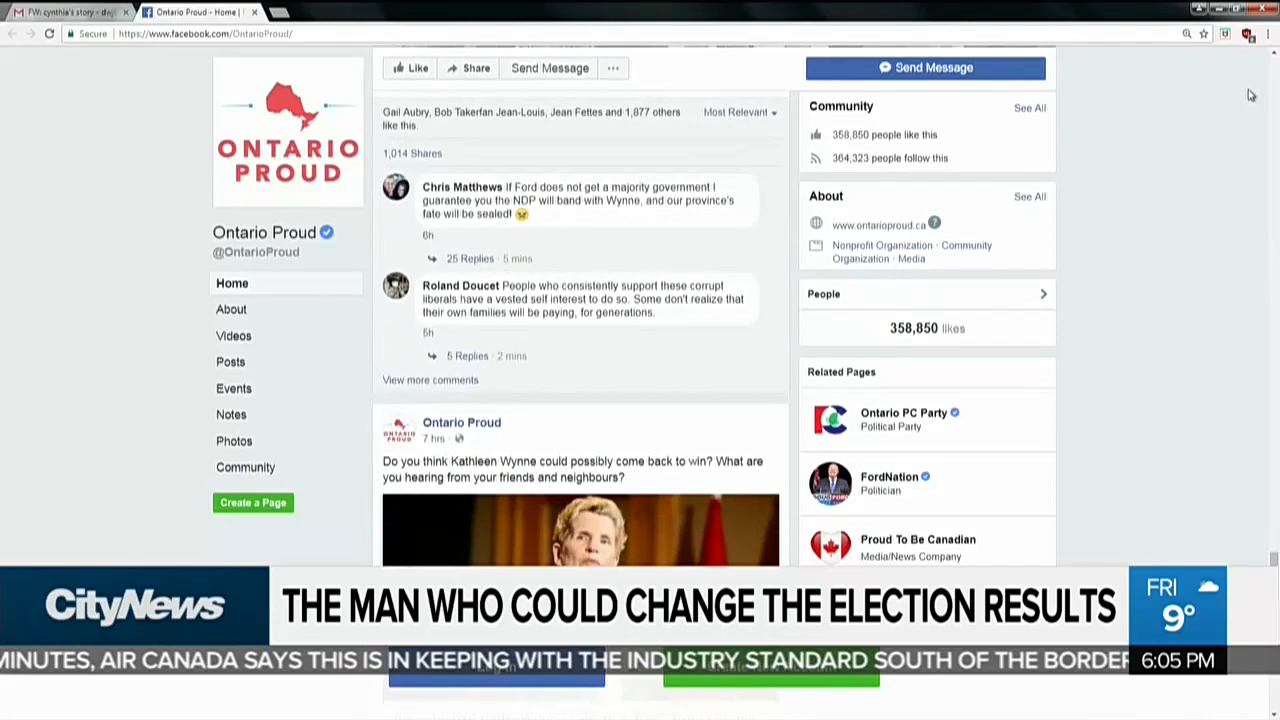 FW: cynthia's story - dwj
Ontario Proud - Home |
Secure
https://www.facebook.com/OntarioProud/
ONTARIO
PROUD
Ontario Proud
@OntarioProud
Home
About
Videos
Posts
Events
Notes
Photos
Community
Create a Page
Like
Share
Send Message
Send Message
Gail Aubry, Bob Takerfan Jean-Louis, Jean Fettes and 1,877 others
like this.
Most Relevant
1,014 Shares
Chris Matthews If Ford does not get a majority government I
guarantee you the NDP will band with Wynne, and our province's
fate will be sealed!
6h
25 Replies · 5 mins
Roland Doucet People who consistently support these corrupt
liberals have a vested self interest to do so. Some don't realize that
their own families will be paying, for generations.
5h
5 Replies · 2 mins
View more comments
ONTARIO
PROUD
Ontario Proud
7 hrs
Do you think Kathleen Wynne could possibly come back to win? What are
you hearing from your friends and neighbours?
Community
See All
358,850 people like this
364,323 people follow this
About
See All
www.ontarioproud.ca
Nonprofit Organization · Community
Organization · Media
People
358,850 likes
Related Pages
Ontario PC Party
Political Party
FordNation
Politician
Proud To Be Canadian
Media/News Company
CityNews
THE MAN WHO COULD CHANGE THE ELECTION RESULTS
FRI
9°
MINUTES, AIR CANADA SAYS THIS IS IN KEEPING WITH THE INDUSTRY STANDARD SOUTH OF THE BORDER
6:05 PM